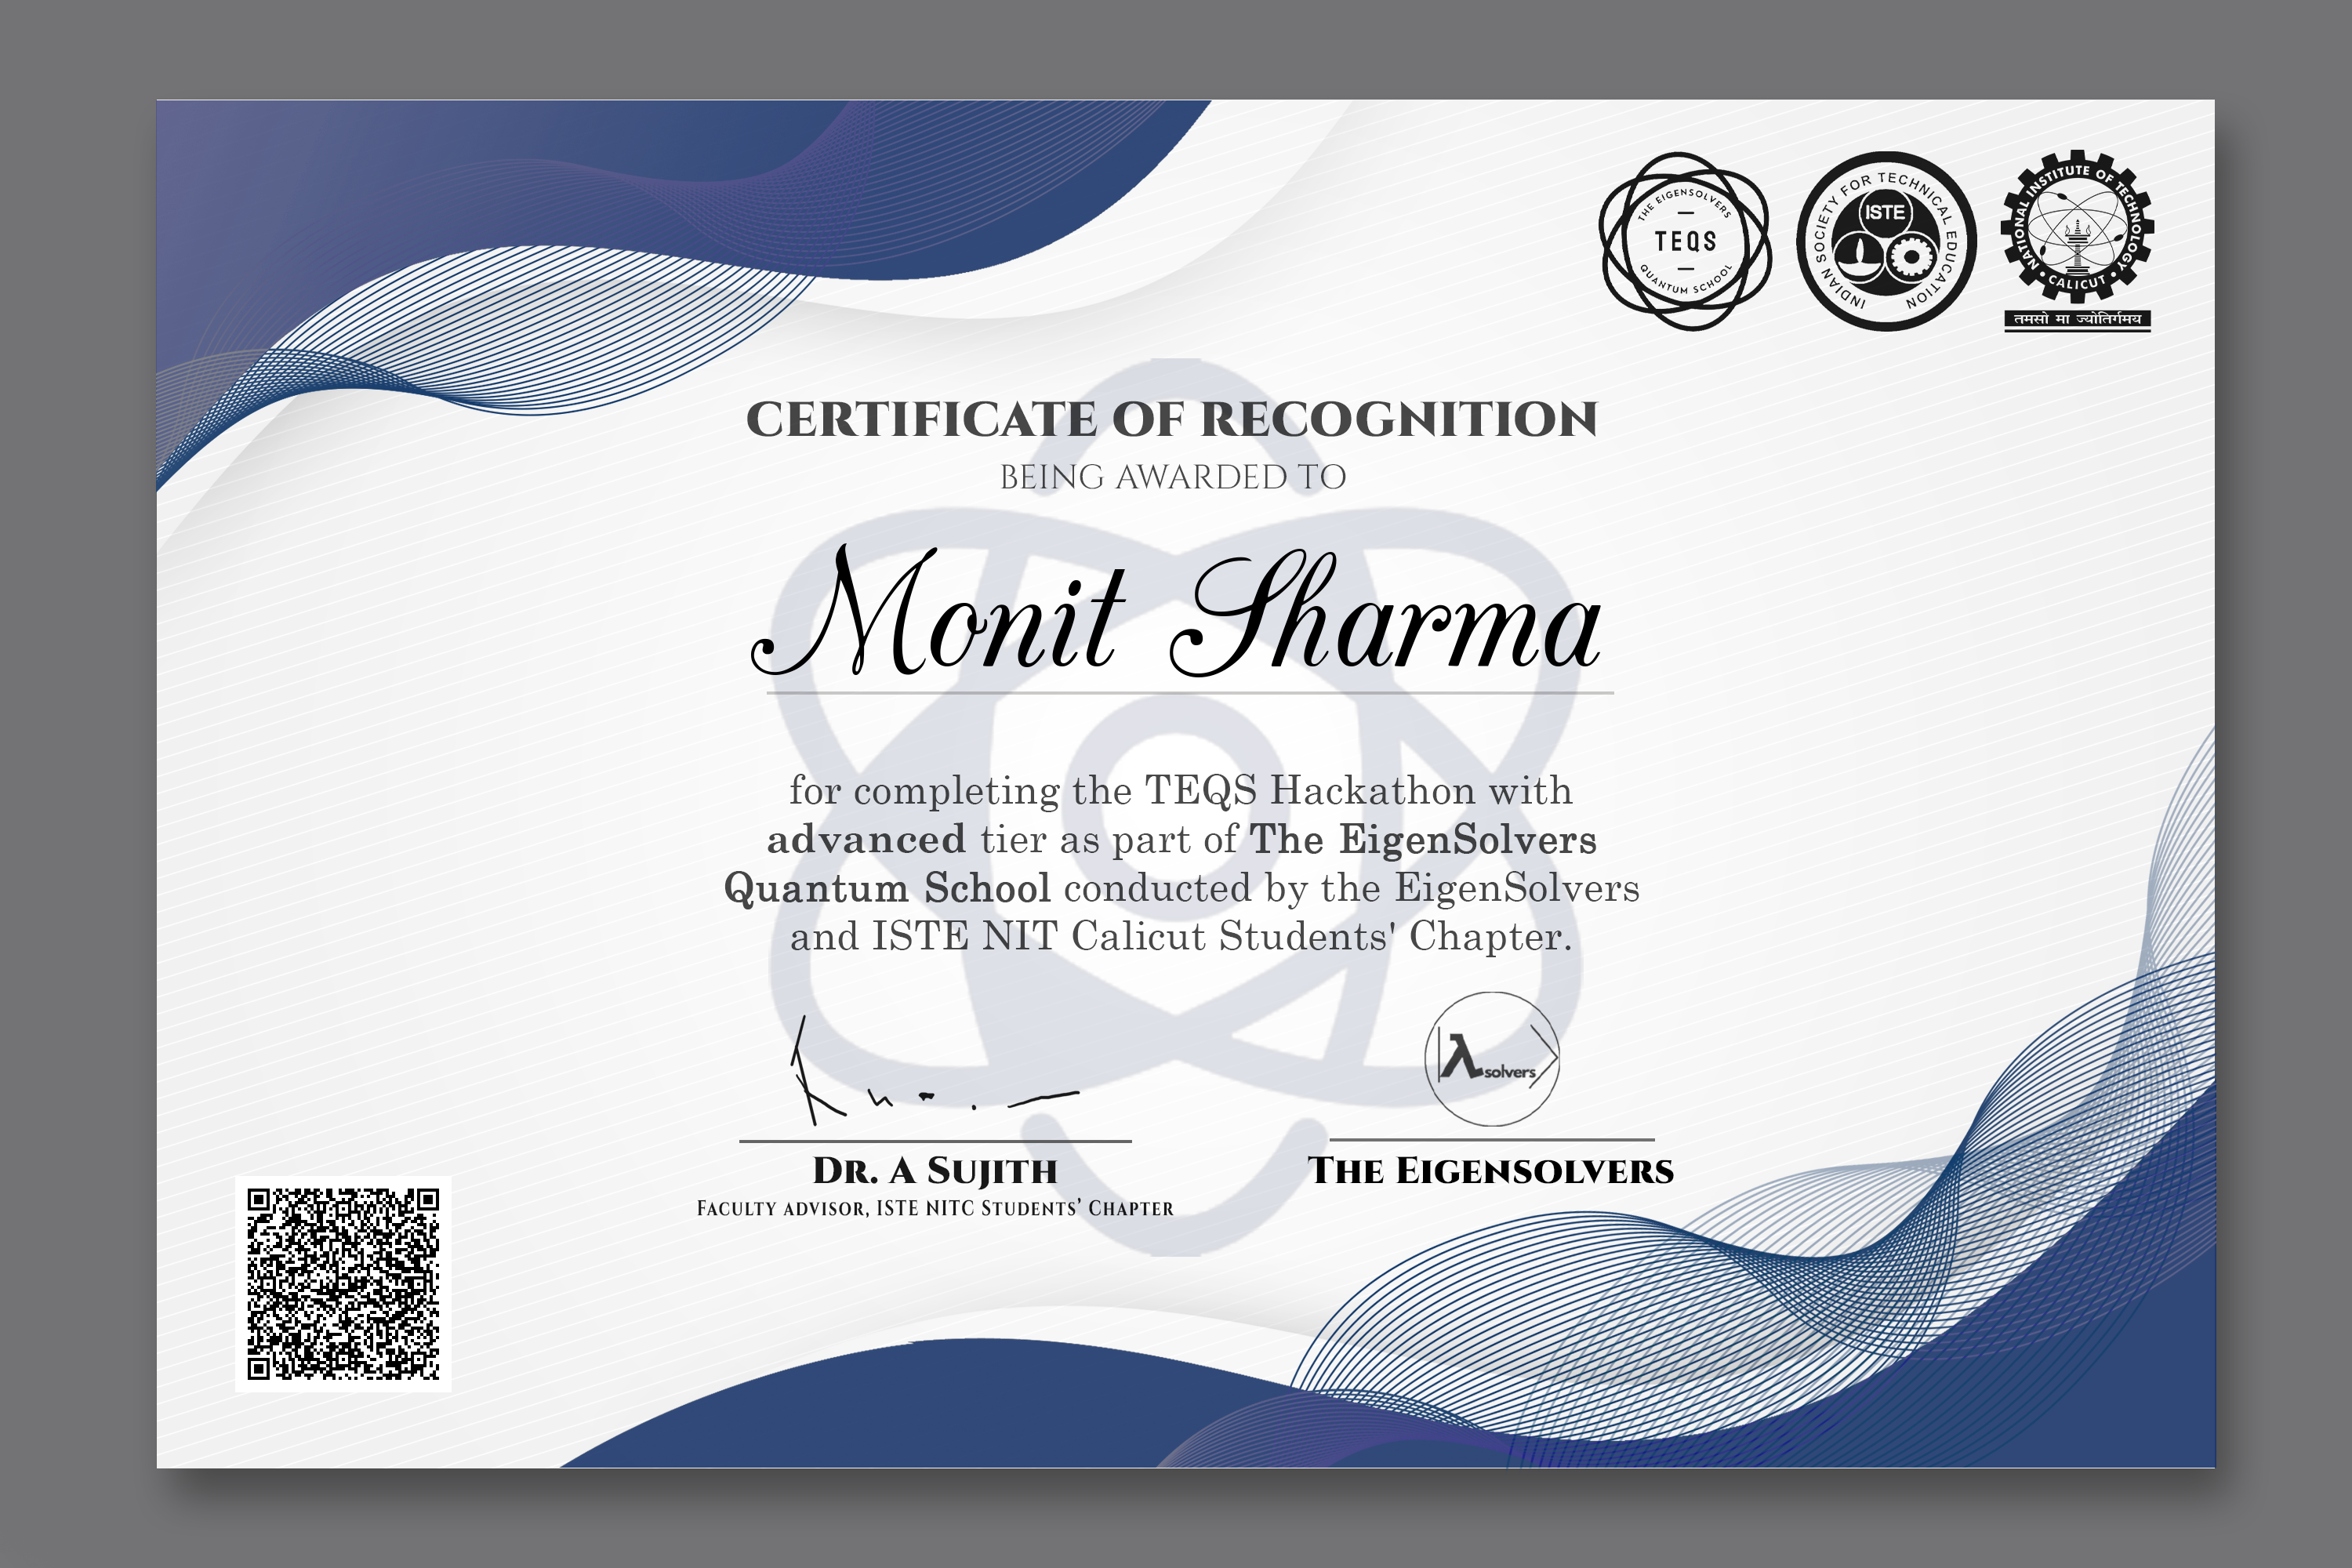 THE EIGENSOLVERS
TEQS
QUANTUM SCHOOL
INDIAN SOCIETY FOR TECHNICAL EDUCATION
ISTE
NATIONAL INSTITUTE OF TECHNOLOGY
• CALICUT •
तमसो मा ज्योतिर्गमय
CERTIFICATE OF RECOGNITION
BEING AWARDED TO
Monit Sharma
for completing the TEQS Hackathon with
advanced tier as part of The EigenSolvers
Quantum School conducted by the EigenSolvers
and ISTE NIT Calicut Students' Chapter.
λsolvers
DR. A SUJITH
FACULTY ADVISOR, ISTE NITC STUDENTS’ CHAPTER
THE EIGENSOLVERS